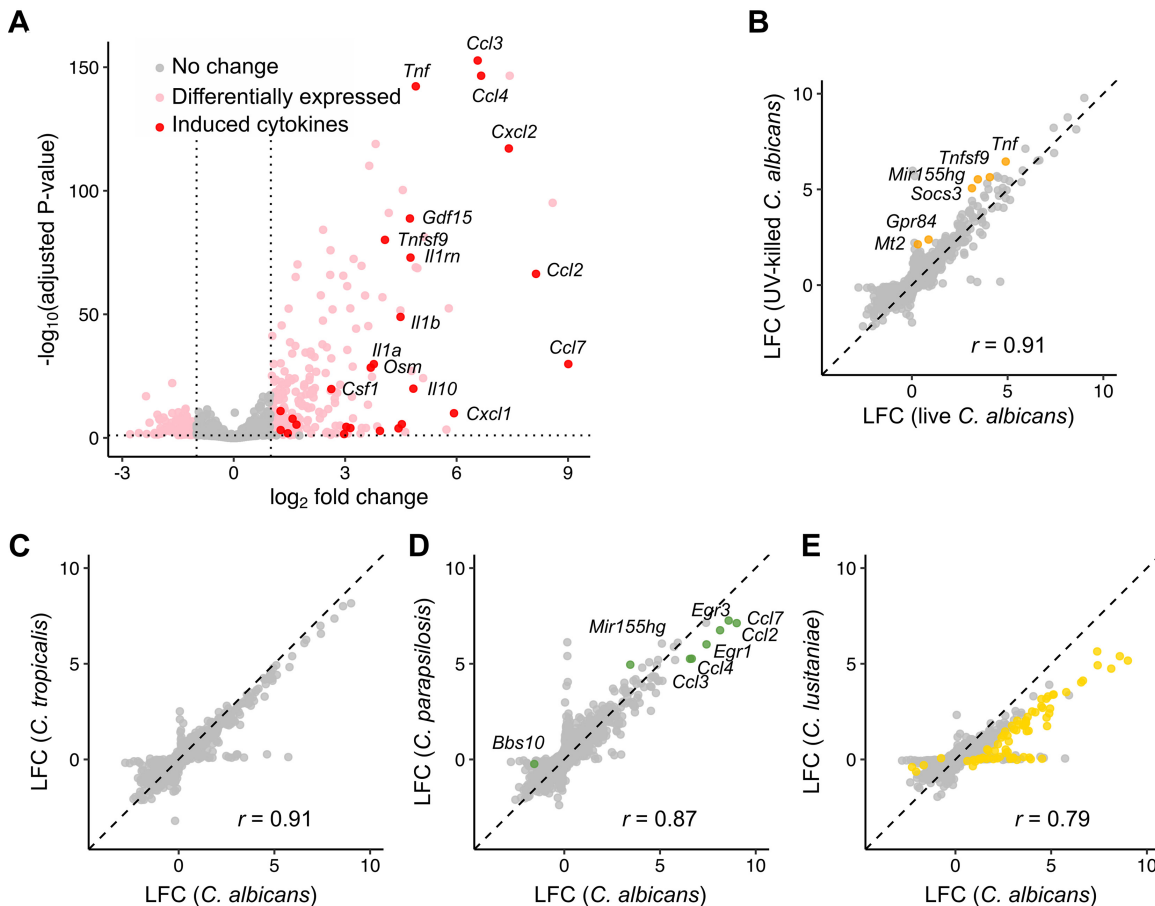 A
No change
Differentially expressed
Induced cytokines
Ccl3
Tnf
Ccl4
Cxcl2
Gdf15
Tnfsf9
Il1rn
Ccl2
Il1b
Il1a
Osm
Ccl7
Csf1
Il10
Cxcl1
150
100
50
0
-3
0
3
6
9
-log10(adjusted P-value)
log2 fold change
B
10
5
0
Tnf
Tnfsf9
Mir155hg
Socs3
Gpr84
Mt2
r = 0.91
0
5
10
LFC (UV-killed C. albicans)
LFC (live C. albicans)
C
10
5
0
r = 0.91
0
5
10
LFC (C. tropicalis)
LFC (C. albicans)
D
10
5
0
Egr3
Ccl7
Mir155hg
Ccl2
Egr1
Ccl4
Ccl3
Bbs10
r = 0.87
0
5
10
LFC (C. parapsilosis)
LFC (C. albicans)
E
10
5
0
r = 0.79
0
5
10
LFC (C. lusitaniae)
LFC (C. albicans)